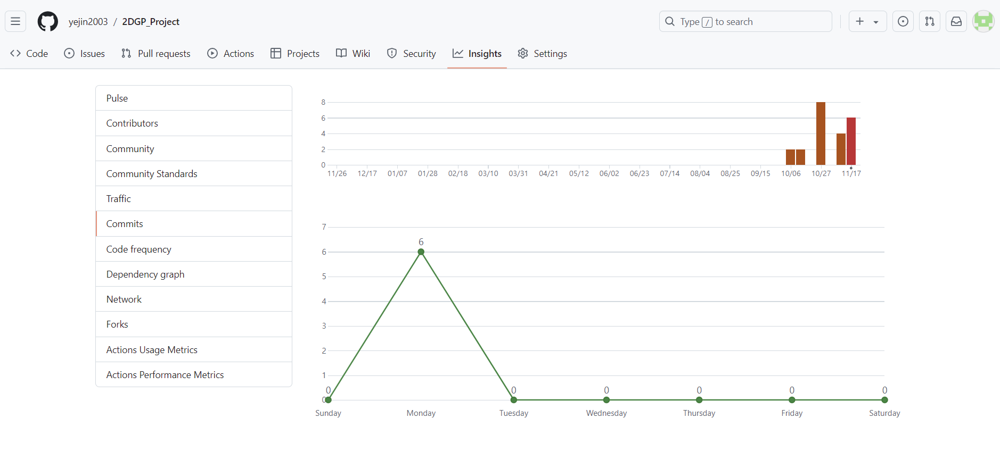 yejin2003 / 2DGP_Project
Type / to search
Code Issues Pull requests Actions Projects Wiki Security Insights Settings
Pulse
Contributors
Community
Community Standards
Traffic
Commits
Code frequency
Dependency graph
Network
Forks
Actions Usage Metrics
Actions Performance Metrics
8
6
4
2
0
11/26 12/17 01/07 01/28 02/18 03/10 03/31 04/21 05/12 06/02 06/23 07/14 08/04 08/25 09/15 10/06 10/27 11/17
7
6
6
5
4
3
2
1
0 0 0 0 0 0
0
Sunday Monday Tuesday Wednesday Thursday Friday Saturday